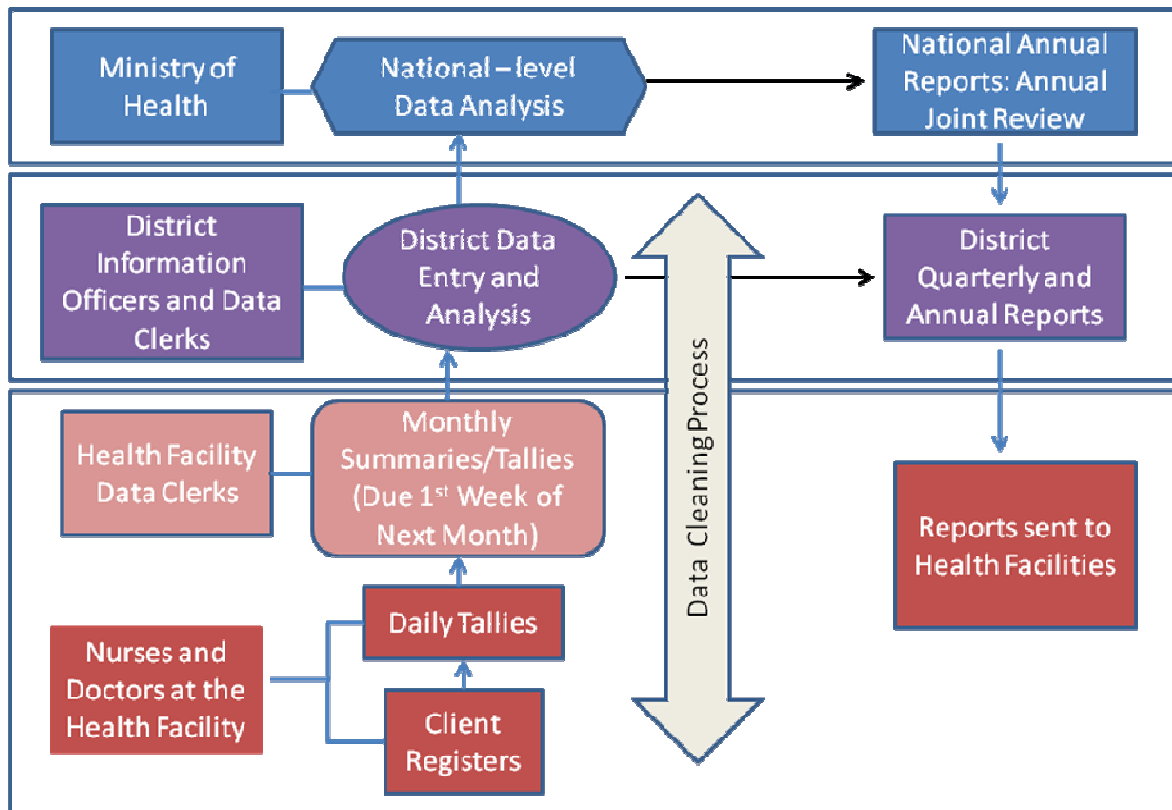 Ministry of
Health
National – level
Data Analysis
National Annual
Reports: Annual
Joint Review
District
Information
Officers and Data
Clerks
District Data
Entry and
Analysis
District
Quarterly and
Annual Reports
Data Cleaning Process
Health Facility
Data Clerks
Monthly
Summaries/Tallies
(Due 1st Week of
Next Month)
Reports sent to
Health Facilities
Daily Tallies
Nurses and
Doctors at the
Health Facility
Client
Registers